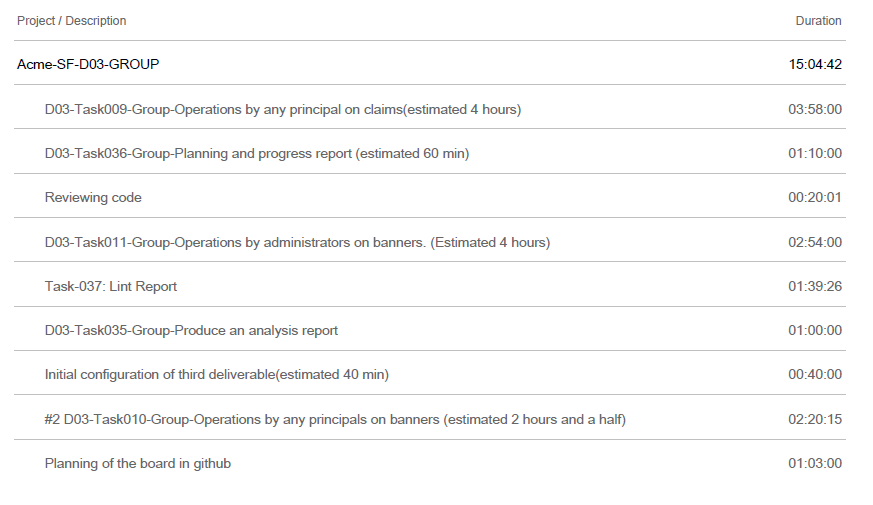 Project / Description Duration
Acme-SF-D03-GROUP 15:04:42
D03-Task009-Group-Operations by any principal on claims(estimated 4 hours) 03:58:00
D03-Task036-Group-Planning and progress report (estimated 60 min) 01:10:00
Reviewing code 00:20:01
D03-Task011-Group-Operations by administrators on banners. (Estimated 4 hours) 02:54:00
Task-037: Lint Report 01:39:26
D03-Task035-Group-Produce an analysis report 01:00:00
Initial configuration of third deliverable(estimated 40 min) 00:40:00
#2 D03-Task010-Group-Operations by any principals on banners (estimated 2 hours and a half) 02:20:15
Planning of the board in github 01:03:00